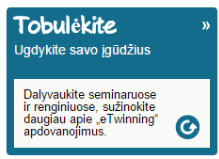 Tobulėkite »
Ugdykite savo įgūdžius
Dalyvaukite seminaruose
ir renginiuose, sužinokite
daugiau apie „eTwinning"
apdovanojimus.